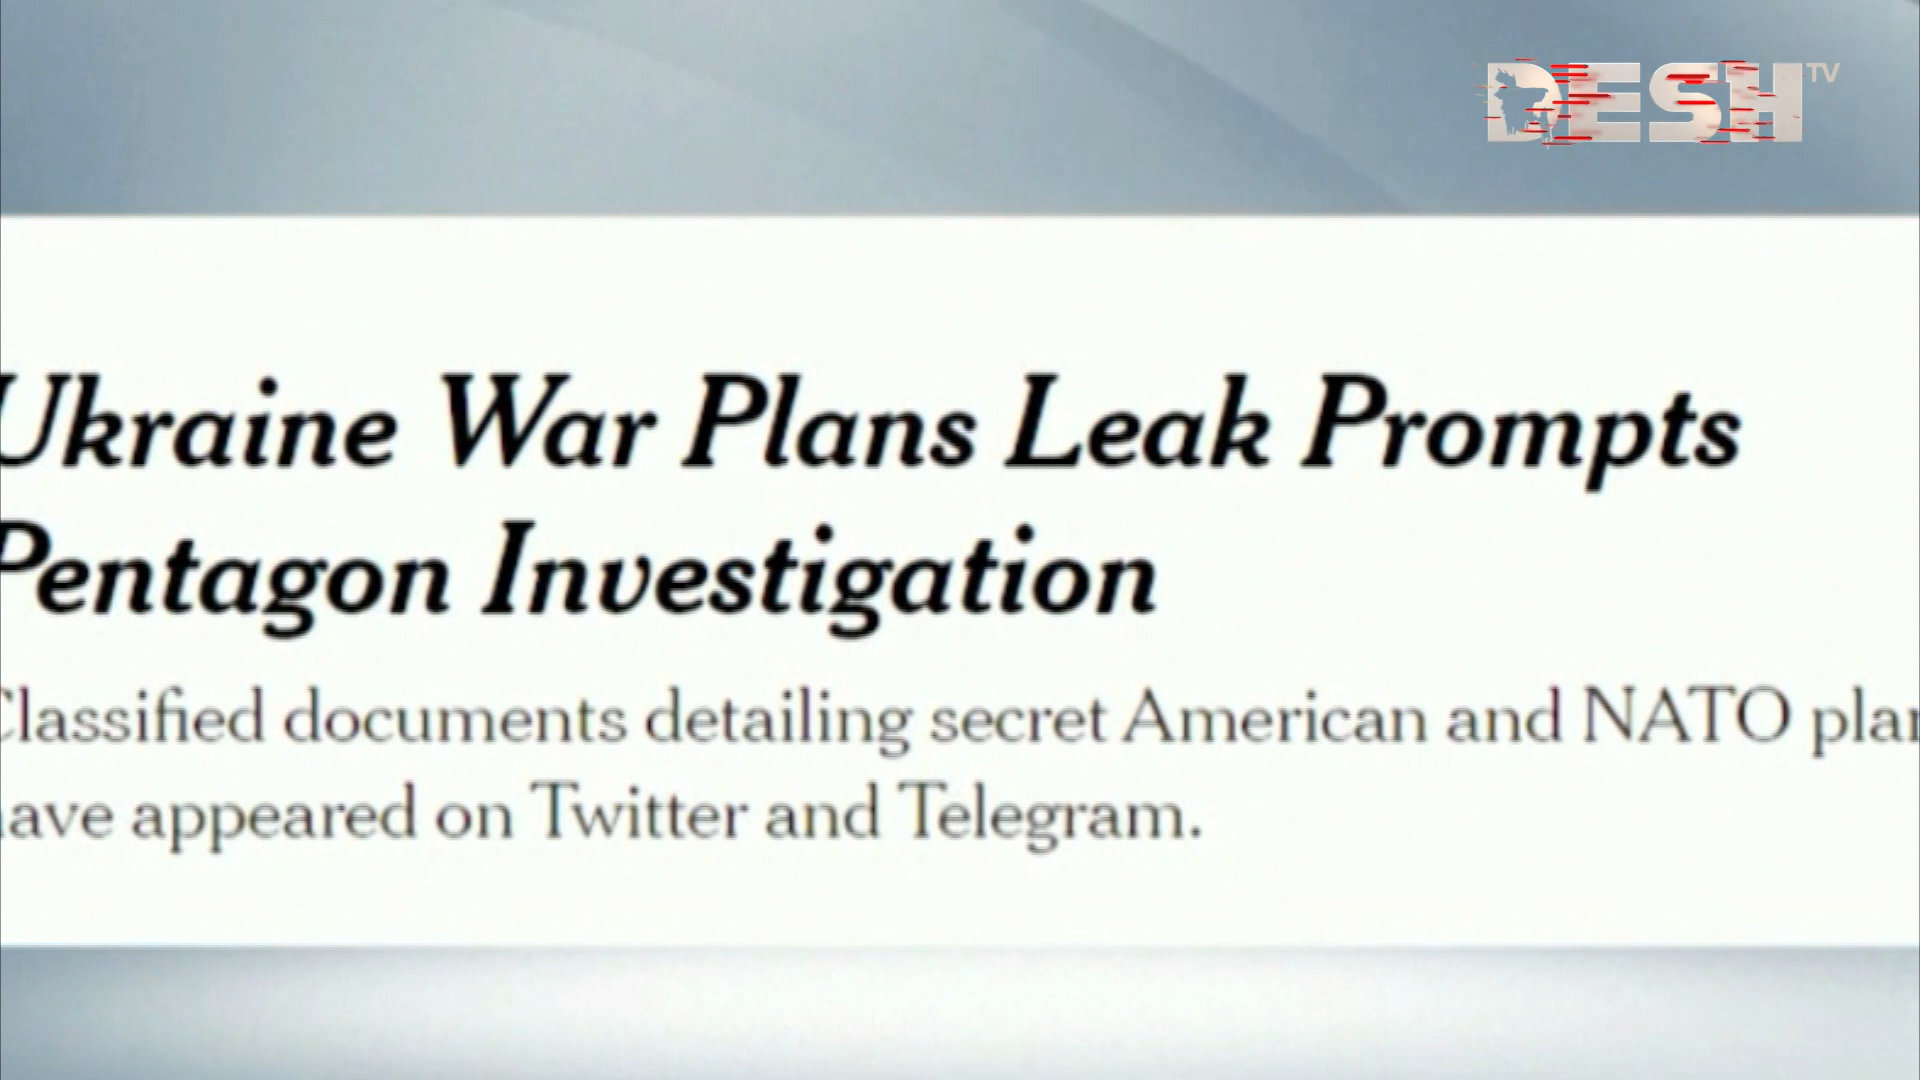 DESH TV
Ukraine War Plans Leak Prompts
Pentagon Investigation
Classified documents detailing secret American and NATO plan
have appeared on Twitter and Telegram.